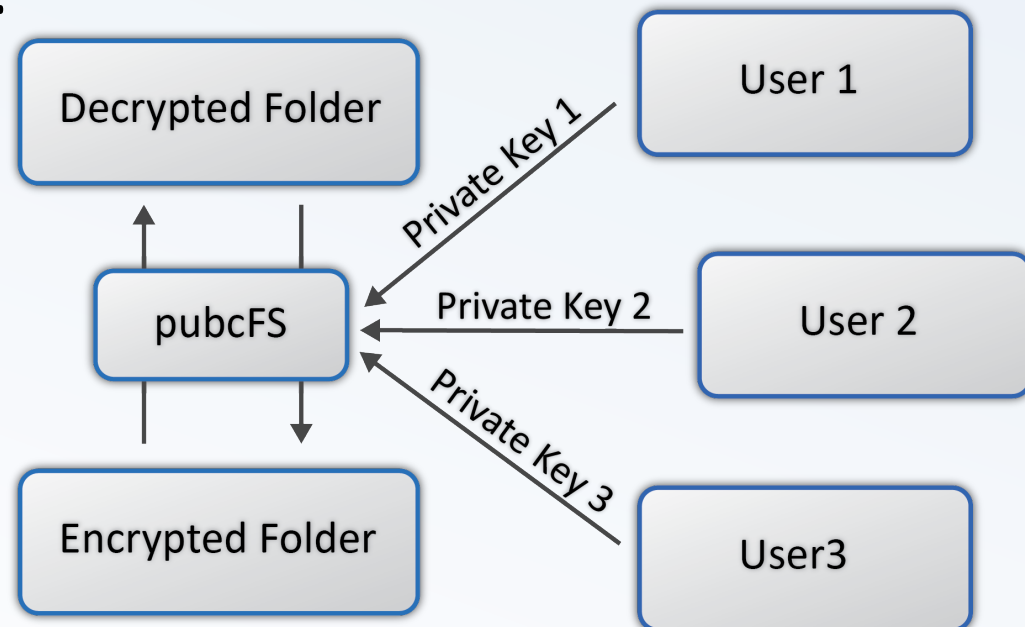 Decrypted Folder
User 1
Private Key 1
pubcFS
Private Key 2
User 2
Private Key 3
Encrypted Folder
User3